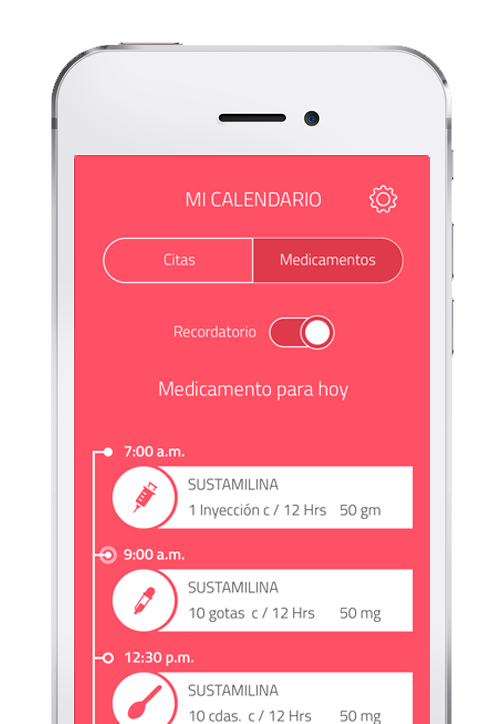 MI CALENDARIO
Citas
Medicamentos
Recordatorio
Medicamento para hoy
7:00 a.m.
SUSTAMILINA
1 Inyección c / 12 Hrs 50 gm
9:00 a.m.
SUSTAMILINA
10 gotas c / 12 Hrs 50 mg
12:30 p.m.
SUSTAMILINA
10 cdas. c / 12 Hrs 50 mg